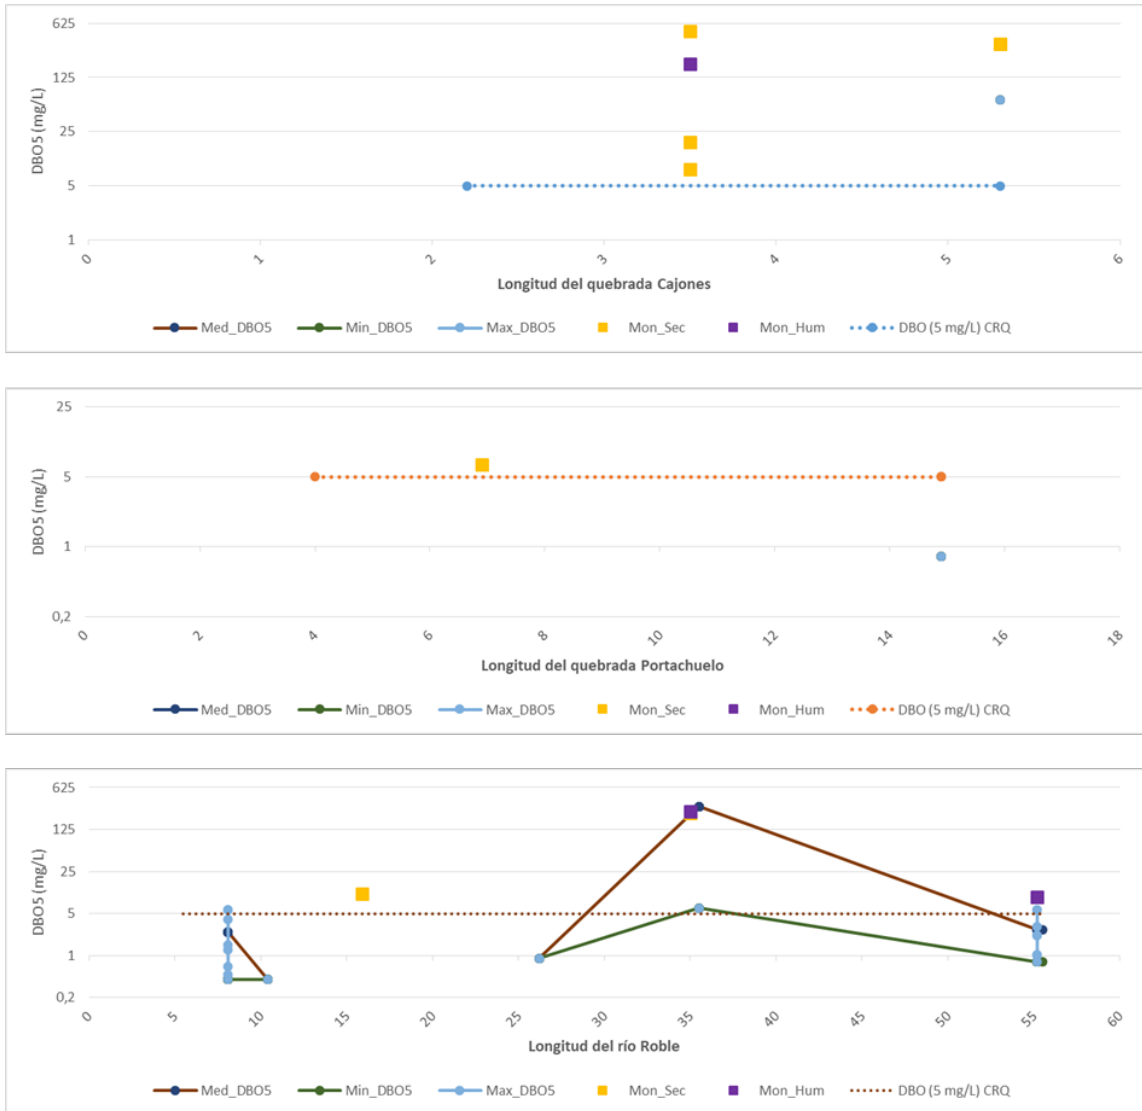 DBO5 (mg/L)
625
125
25
5
1
0 1 2 3 4 5 6
Longitud del quebrada Cajones
Med_DBO5 Min_DBO5 Max_DBO5 Mon_Sec Mon_Hum DBO (5 mg/L) CRQ
DBO5 (mg/L)
25
5
1
0,2
0 2 4 6 8 10 12 14 16 18
Longitud del quebrada Portachuelo
Med_DBO5 Min_DBO5 Max_DBO5 Mon_Sec Mon_Hum DBO (5 mg/L) CRQ
DBO5 (mg/L)
625
125
25
5
1
0,2
0 5 10 15 20 25 30 35 40 45 50 55 60
Longitud del río Roble
Med_DBO5 Min_DBO5 Max_DBO5 Mon_Sec Mon_Hum DBO (5 mg/L) CRQ